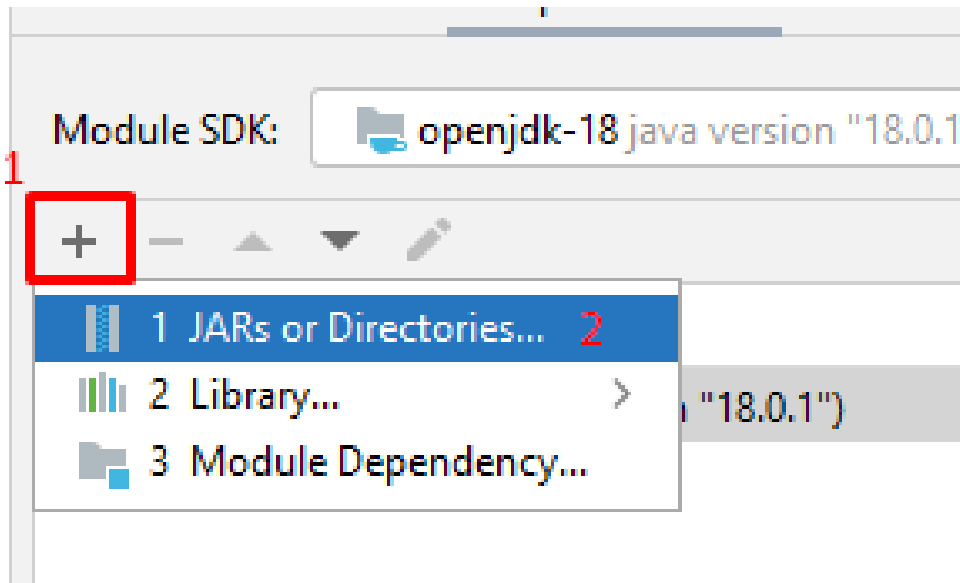 Module SDK: openjdk-18 java version "18.0.1
1
1 JARs or Directories... 2
2 Library...
"18.0.1")
3 Module Dependency...